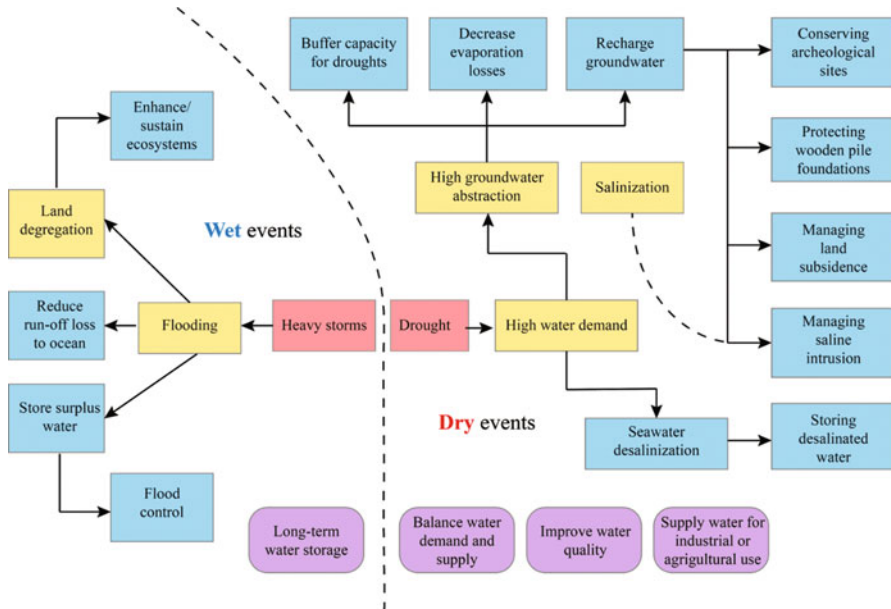 Buffer capacity
for droughts
Decrease
evaporation
losses
Recharge
groundwater
Conserving
archeological
sites
Enhance/
sustain
ecosystems
Protecting
wooden pile
foundations
High groundwater
abstraction
Salinization
Land
degregation
Wet events
Managing
land
subsidence
Reduce
run-off loss
to ocean
Flooding
Heavy storms
Drought
High water demand
Managing
saline
intrusion
Store surplus
water
Dry events
Seawater
desalinization
Storing
desalinated
water
Flood
control
Long-term
water storage
Balance water
demand and
supply
Improve water
quality
Supply water for
industrial or
agrigultural use